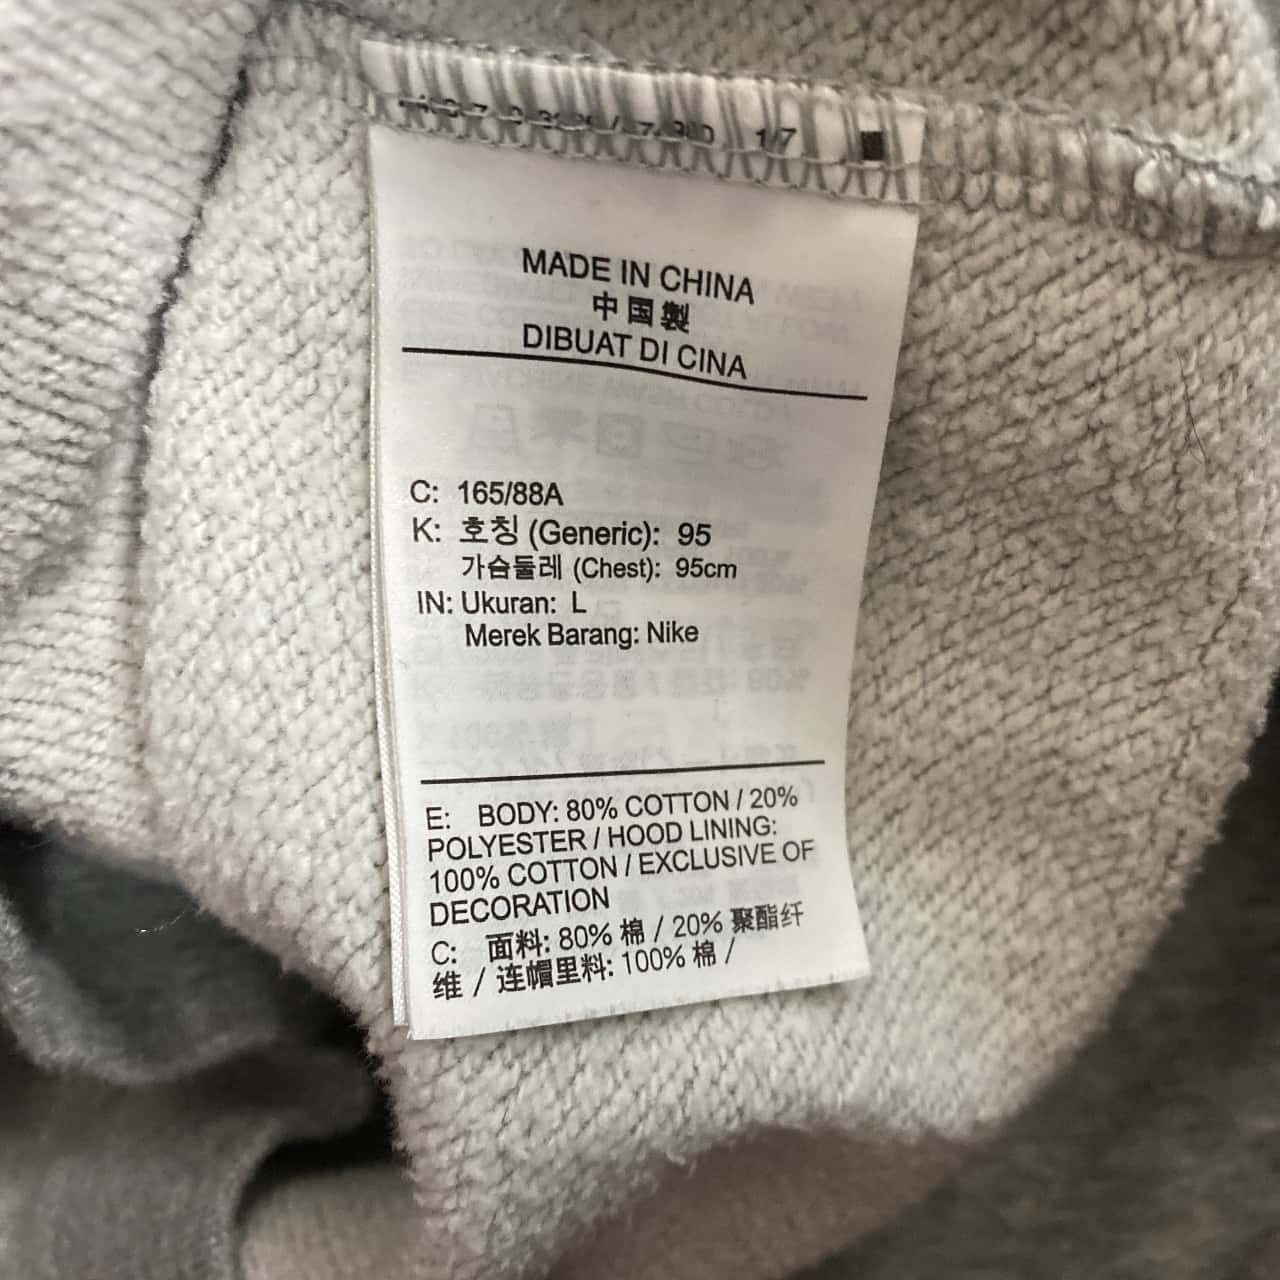 1/7
MADE IN CHINA
中国製
DIBUAT DI CINA
C: 165/88A
K: 호칭 (Generic): 95
가슴둘레 (Chest): 95cm
IN: Ukuran: L
Merek Barang: Nike
E: BODY: 80% COTTON / 20%
POLYESTER / HOOD LINING:
100% COTTON / EXCLUSIVE OF
DECORATION
C: 面料: 80% 棉 / 20% 聚酯纤
维 / 连帽里料: 100% 棉 /